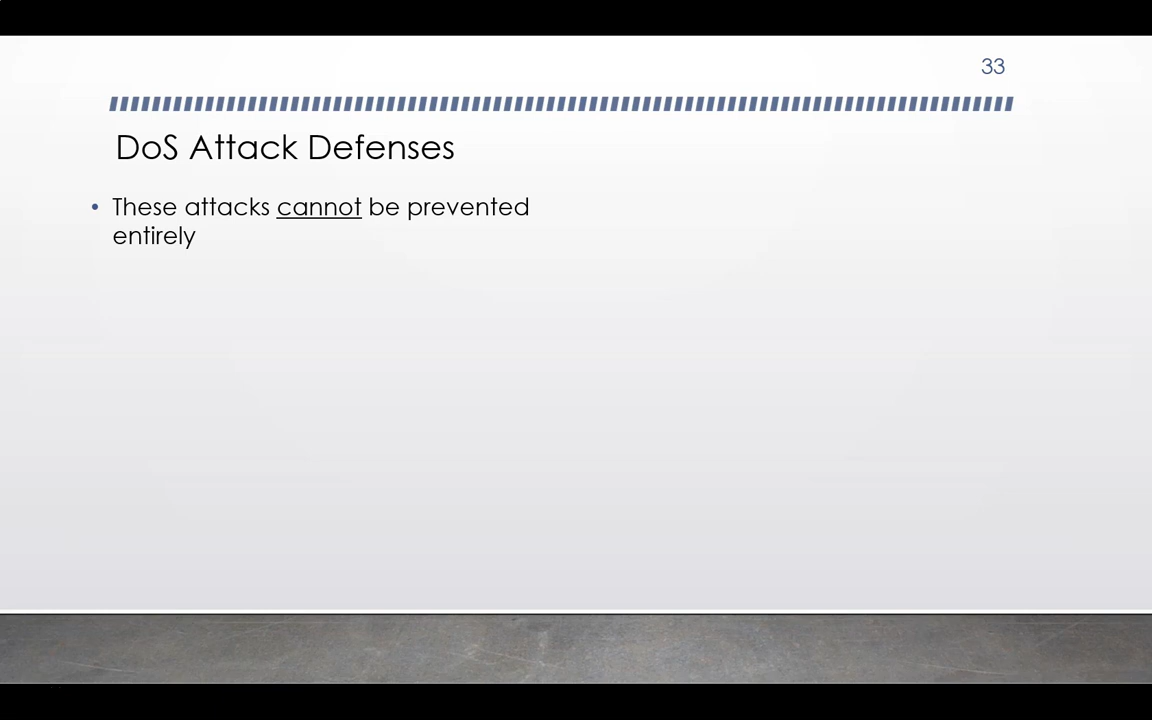 33
DoS Attack Defenses
• These attacks cannot be prevented
entirely